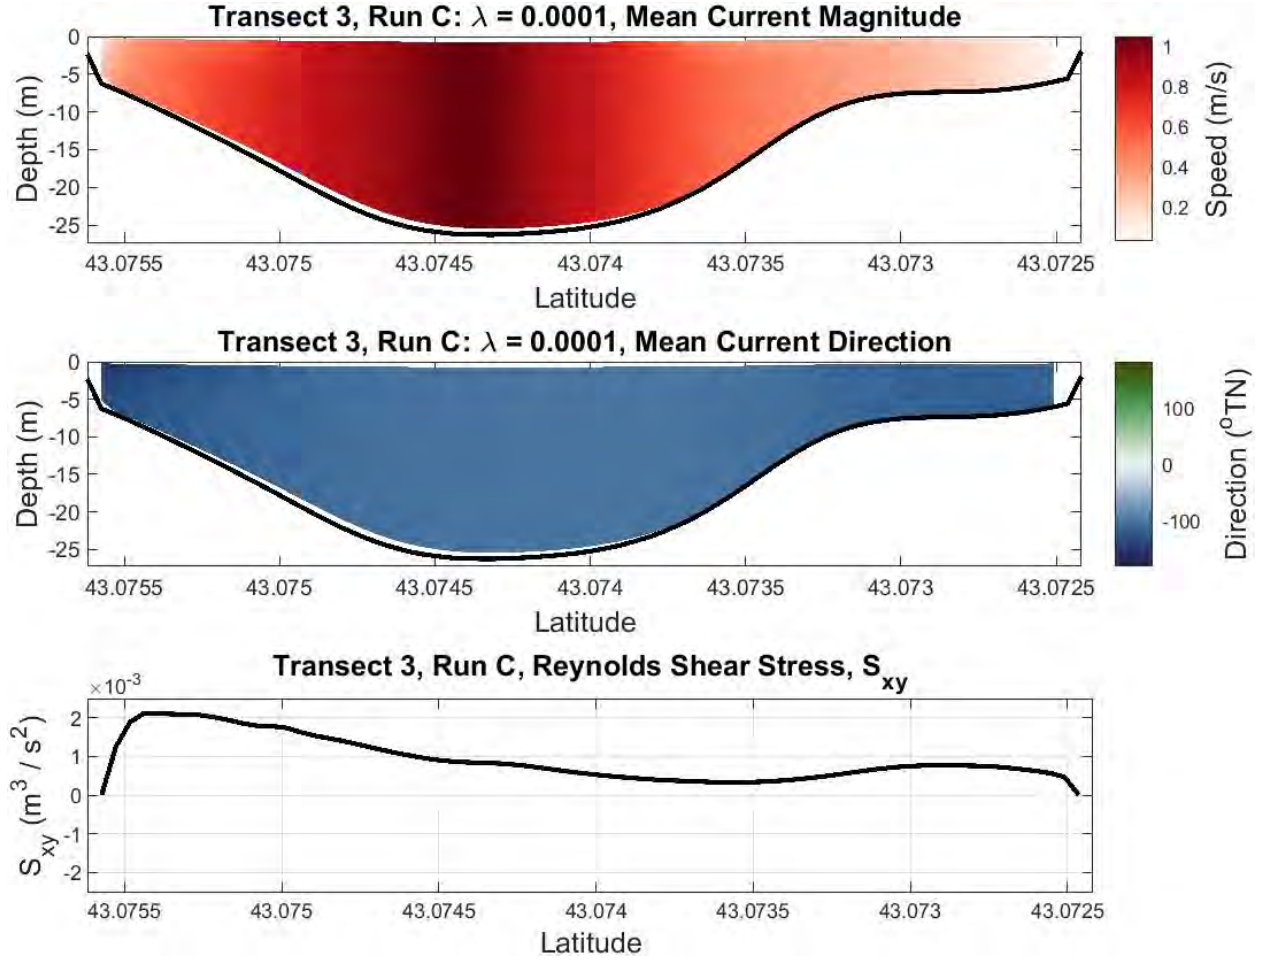 Transect 3, Run C: λ = 0.0001, Mean Current Magnitude
0
-5
-10
-15
-20
-25
Depth (m)
43.0755 43.075 43.0745 43.074 43.0735 43.073 43.0725
Latitude
1
0.8
0.6
0.4
0.2
Speed (m/s)
Transect 3, Run C: λ = 0.0001, Mean Current Direction
0
-5
-10
-15
-20
-25
Depth (m)
43.0755 43.075 43.0745 43.074 43.0735 43.073 43.0725
Latitude
100
0
-100
Direction (°TN)
Transect 3, Run C, Reynolds Shear Stress, Sxy
×10-3
2
1
0
-1
-2
Sxy (m3 / s2)
43.0755 43.075 43.0745 43.074 43.0735 43.073 43.0725
Latitude